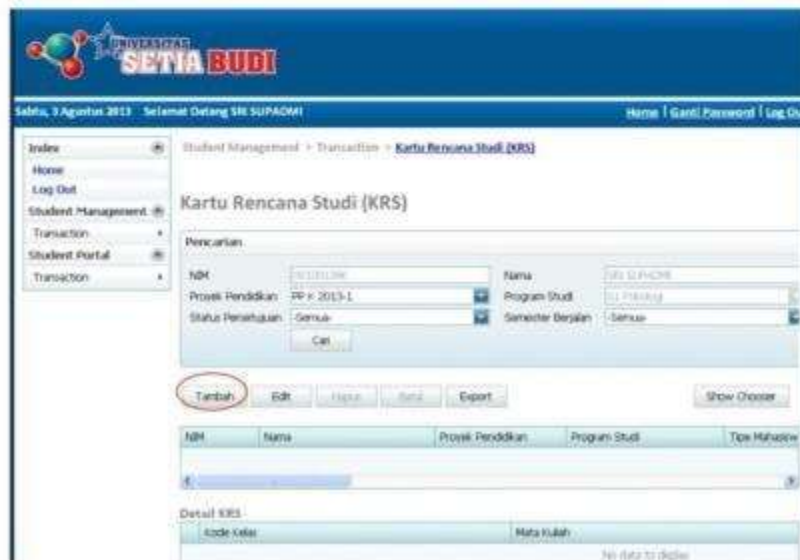 UNIVERSITAS
SETIA BUDI
Sabtu, 3 Agustus 2013 Selamat Datang SRI SUPADMI Home | Ganti Password | Log Ou
Index
Home
Log Out
Student Management
Transaction
Student Portal
Transaction
Student Management > Transaction > Kartu Rencana Studi (KRS)
Kartu Rencana Studi (KRS)
Pencarian
NIM Nama SRI SUPADMI
Proyek Pendidikan PP K 2013-1 Program Studi S1 Psikologi
Status Persetujuan -Semua- Semester Berjalan -Semua-
Cari
Tambah Edit Hapus Batal Export Show Chooser
NIM Nama Proyek Pendidikan Program Studi Tipe Mahasisw
Detail KRS
Kode Kelas Mata Kuliah
No data to display